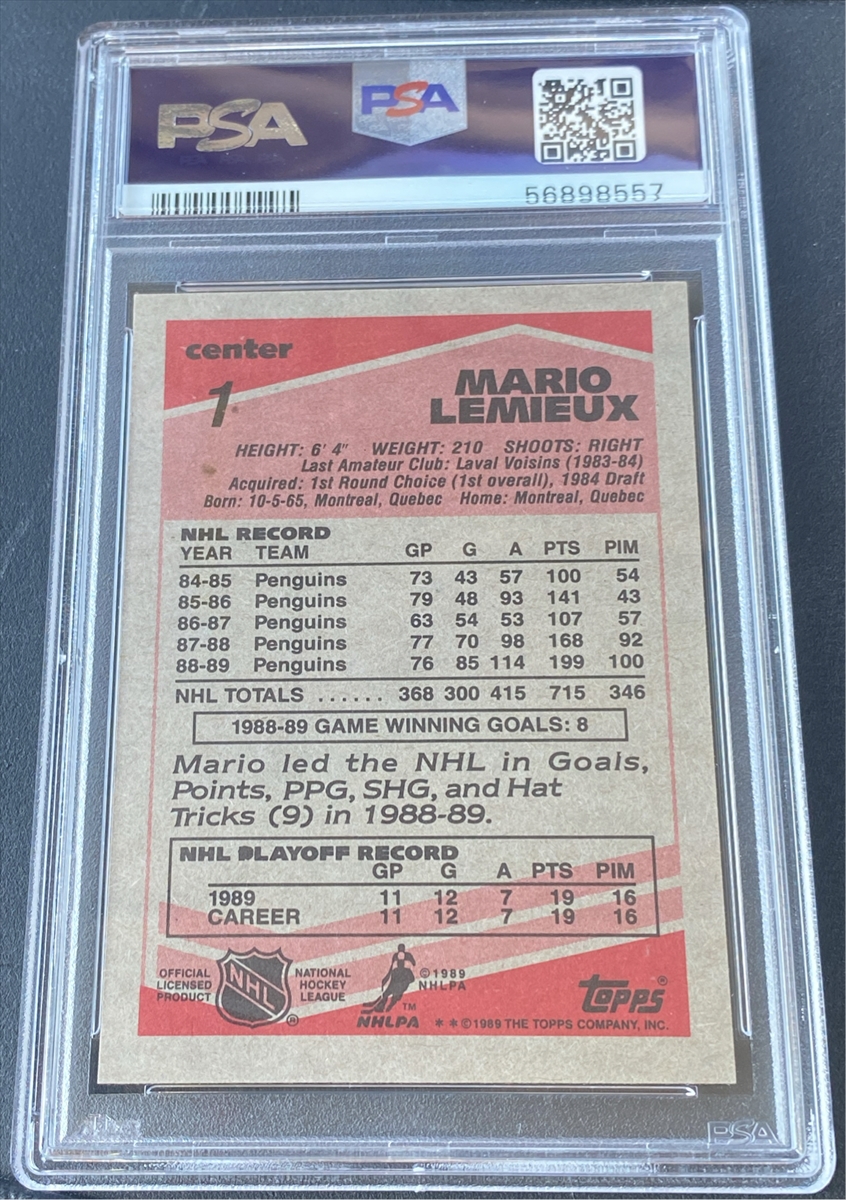 PSA
PSA
56898557
center
1
MARIO
LEMIEUX
HEIGHT: 6' 4" WEIGHT: 210 SHOOTS: RIGHT
Last Amateur Club: Laval Voisins (1983-84)
Acquired: 1st Round Choice (1st overall), 1984 Draft
Born: 10-5-65, Montreal, Quebec Home: Montreal, Quebec
NHL RECORD
YEAR TEAM GP G A PTS PIM
84-85 Penguins 73 43 57 100 54
85-86 Penguins 79 48 93 141 43
86-87 Penguins 63 54 53 107 57
87-88 Penguins 77 70 98 168 92
88-89 Penguins 76 85 114 199 100
NHL TOTALS ...... 368 300 415 715 346
1988-89 GAME WINNING GOALS: 8
Mario led the NHL in Goals,
Points, PPG, SHG, and Hat
Tricks (9) in 1988-89.
NHL PLAYOFF RECORD
GP G A PTS PIM
1989 11 12 7 19 16
CAREER 11 12 7 19 16
OFFICIAL
LICENSED
PRODUCT
NHL
®
NATIONAL
HOCKEY
LEAGUE
TM
NHLPA
©1989
NHLPA
TOPPS®
* * ©1989 THE TOPPS COMPANY, INC.
PSA